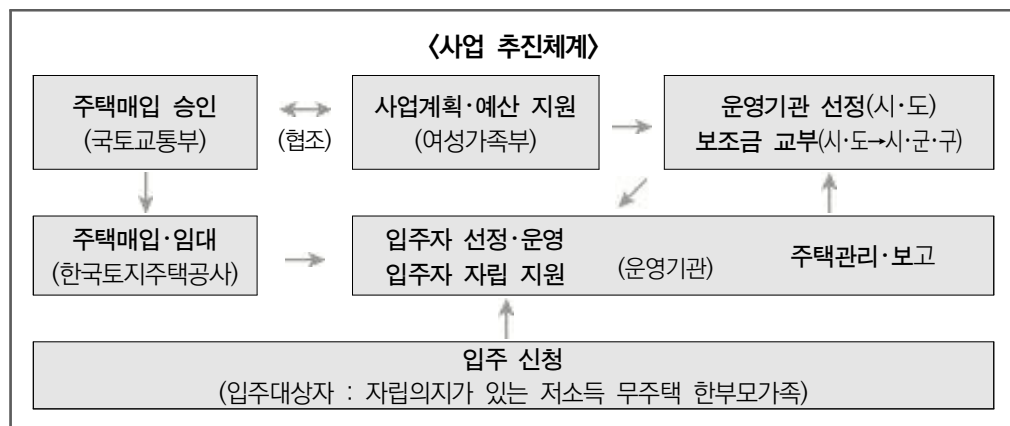 〈사업 추진체계〉
주택매입 승인
(국토교통부)
(협조)
사업계획·예산 지원
(여성가족부)
운영기관 선정(시·도)
보조금 교부(시·도→시·군·구)
주택매입·임대
(한국토지주택공사)
입주자 선정·운영
입주자 자립 지원
(운영기관)
주택관리·보고
입주 신청
(입주대상자 : 자립의지가 있는 저소득 무주택 한부모가족)